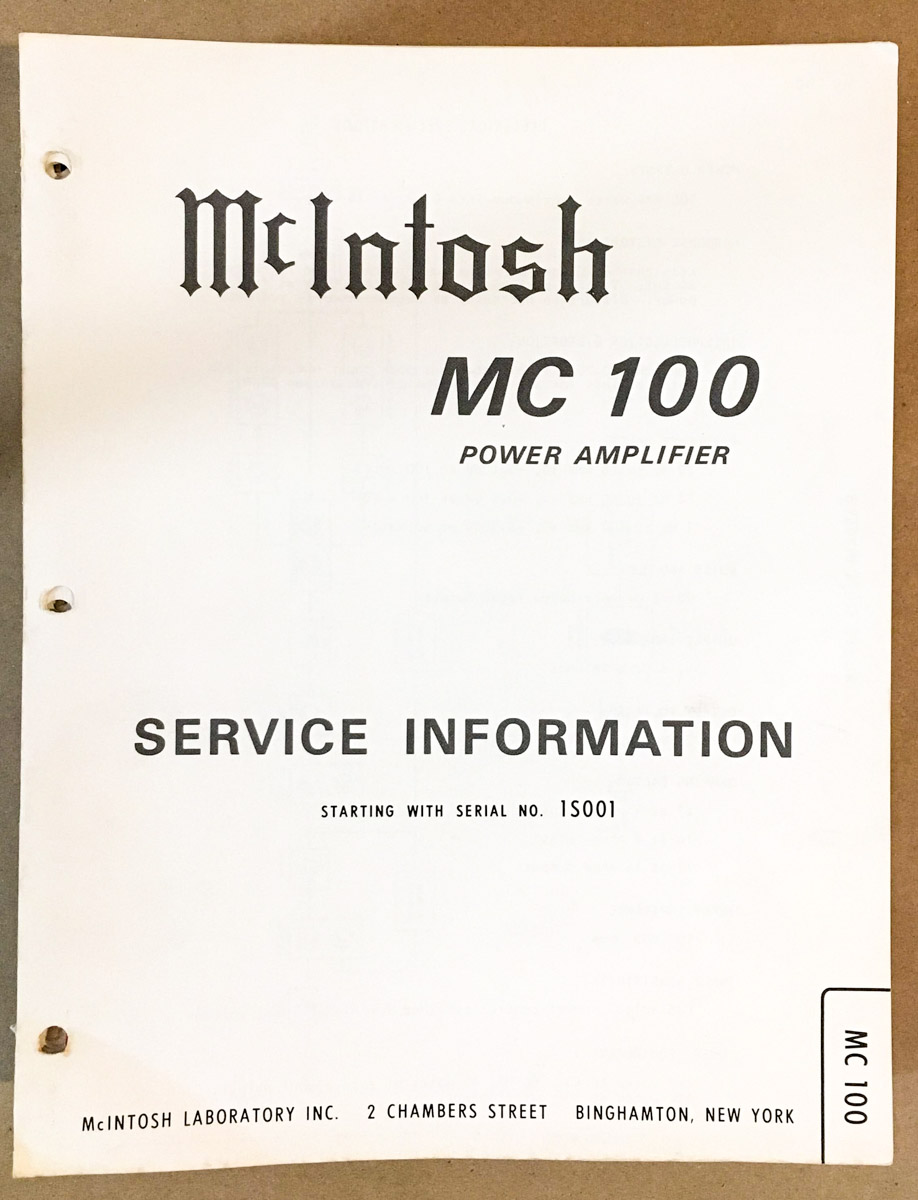 McIntosh
MC 100
POWER AMPLIFIER
SERVICE INFORMATION
STARTING WITH SERIAL NO. 1S001
MC 100
McINTOSH LABORATORY INC. 2 CHAMBERS STREET BINGHAMTON, NEW YORK